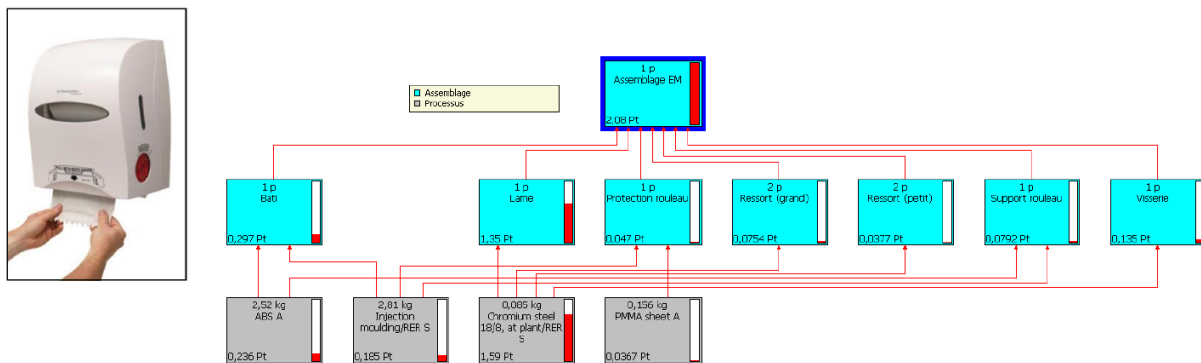 Assemblage
Processus
1 p
Assemblage EM
2,08 Pt
1 p
Bati
0,297 Pt
1 p
Lame
1,35 Pt
1 p
Protection rouleau
0,047 Pt
2 p
Ressort (grand)
0,0754 Pt
2 p
Ressort (petit)
0,0377 Pt
1 p
Support rouleau
0,0792 Pt
1 p
Visserie
0,135 Pt
2,52 kg
ABS A
0,236 Pt
2,81 kg
Injection
moulding/RER S
0,185 Pt
0,085 kg
Chromium steel
18/8, at plant/RER
S
1,59 Pt
0,156 kg
PMMA sheet A
0,0367 Pt